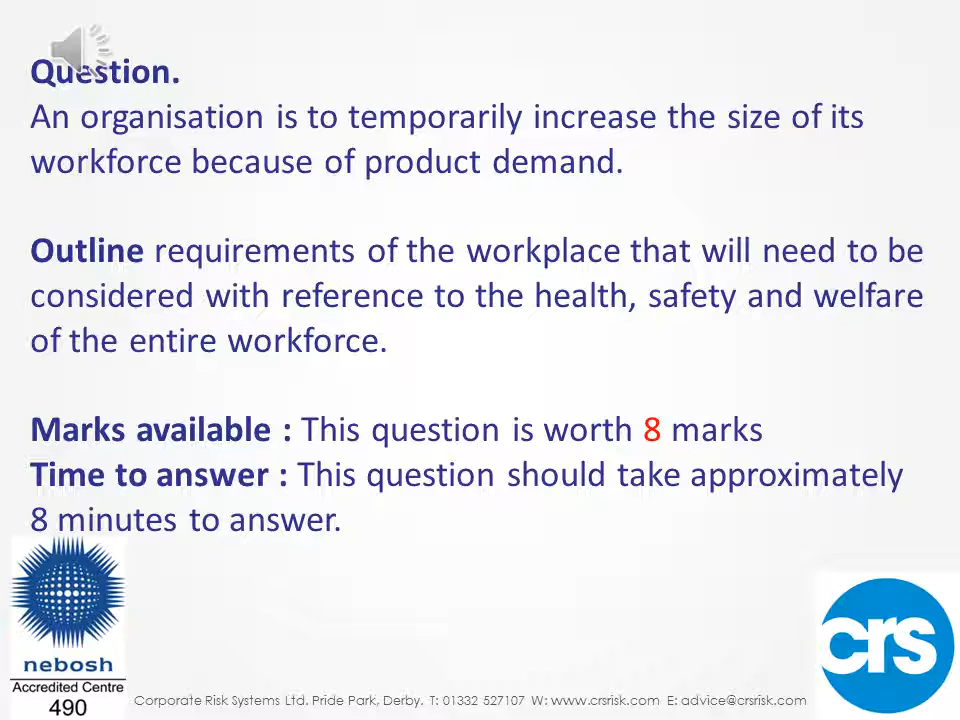 Question.
An organisation is to temporarily increase the size of its
workforce because of product demand.
Outline requirements of the workplace that will need to be
considered with reference to the health, safety and welfare
of the entire workforce.
Marks available : This question is worth 8 marks
Time to answer : This question should take approximately
8 minutes to answer.
nebosh
Accredited Centre
490
Corporate Risk Systems Ltd. Pride Park, Derby. T: 01332 527107 W: www.crsrisk.com E: advice@crsrisk.com
crs